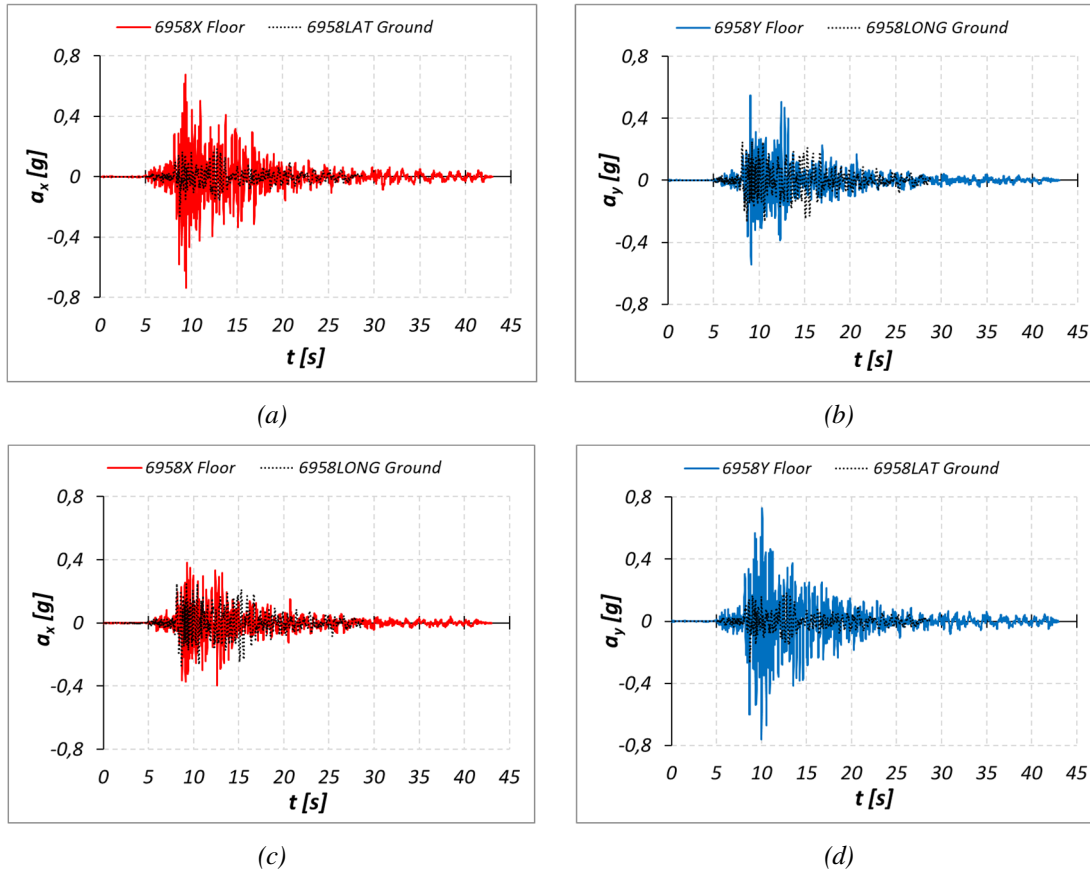 6958X Floor 6958LAT Ground
0,8
0,4
0
-0,4
-0,8
ax [g]
0 5 10 15 20 25 30 35 40 45
t [s]
(a)
6958Y Floor 6958LONG Ground
0,8
0,4
0
-0,4
-0,8
ay [g]
0 5 10 15 20 25 30 35 40 45
t [s]
(b)
6958X Floor 6958LONG Ground
0,8
0,4
0
-0,4
-0,8
ax [g]
0 5 10 15 20 25 30 35 40 45
t [s]
(c)
6958Y Floor 6958LAT Ground
0,8
0,4
0
-0,4
-0,8
ay [g]
0 5 10 15 20 25 30 35 40 45
t [s]
(d)